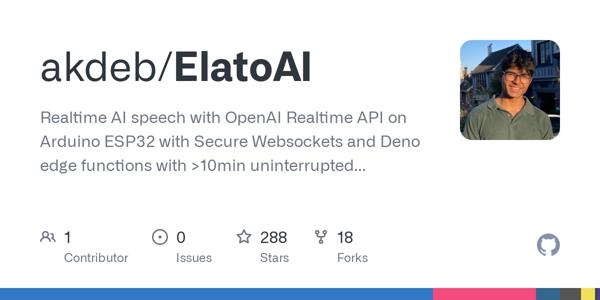 akdeb/ElatoAI
Realtime AI speech with OpenAI Realtime API on
Arduino ESP32 with Secure Websockets and Deno
edge functions with >10min uninterrupted...
1 0 288 18
Contributor Issues Stars Forks